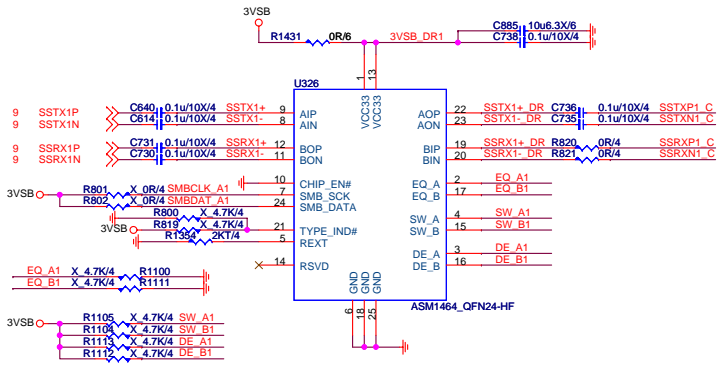 3VSB
R1431 0R/6 3VSB_DR1
C885 10u6.3X/6
C738 0.1u/10X/4
U326
1 13
VCC33 VCC33
9 SSTX1P C640 0.1u/10X/4 SSTX1+ 9 AIP
9 SSTX1N C614 0.1u/10X/4 SSTX1- 8 AIN
AOP 22 SSTX1+_DR C736 0.1u/10X/4 SSTXP1_C
AON 23 SSTX1-_DR C735 0.1u/10X/4 SSTXN1_C
9 SSRX1P C731 0.1u/10X/4 SSRX1+ 12 BOP
9 SSRX1N C730 0.1u/10X/4 SSRX1- 11 BON
BIP 19 SSRX1+_DR R820 0R/4 SSRXP1_C
BIN 20 SSRX1-_DR R821 0R/4 SSRXN1_C
10 CHIP_EN#
3VSB R801 X_0R/4 SMBCLK_A1 7 SMB_SCK
R802 X_0R/4 SMBDAT_A1 24 SMB_DATA
EQ_A 2 EQ_A1
EQ_B 17 EQ_B1
R800 X_4.7K/4
3VSB R819 X_4.7K/4 21 TYPE_IND#
R1354 2KT/4 5 REXT
SW_A 4 SW_A1
SW_B 15 SW_B1
14 RSVD
DE_A 3 DE_A1
DE_B 16 DE_B1
EQ_A1 X_4.7K/4 R1100
EQ_B1 X_4.7K/4 R1111
GND GND GND
6 18 25
ASM1464_QFN24-HF
3VSB R1105 X_4.7K/4 SW_A1
R1104 X_4.7K/4 SW_B1
R1113 X_4.7K/4 DE_A1
R1112 X_4.7K/4 DE_B1